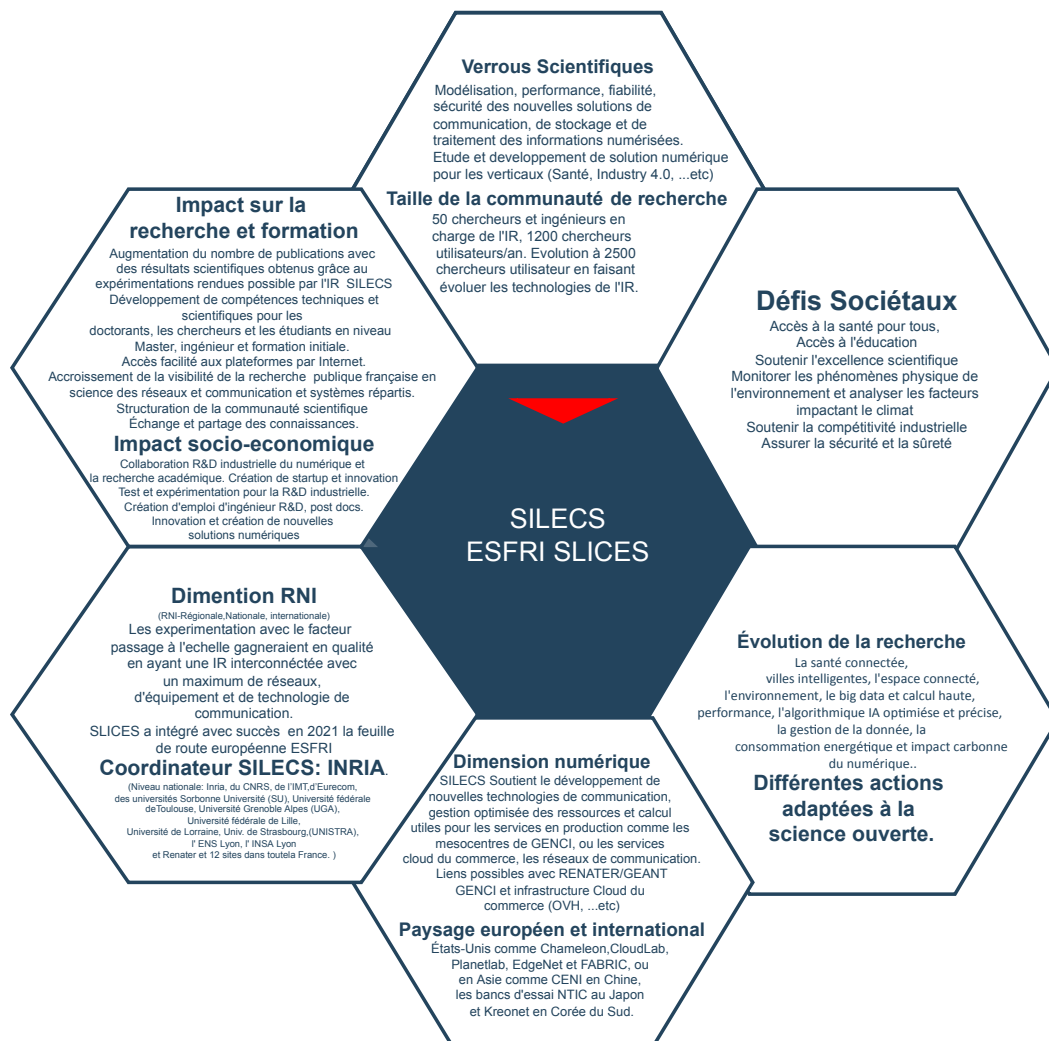 Verrous Scientifiques
Modélisation, performance, fiabilité,
sécurité des nouvelles solutions de
communication, de stockage et de
traitement des informations numérisées.
Etude et developpement de solution numérique
pour les verticaux (Santé, Industry 4.0, ...etc)
Taille de la communauté de recherche
50 chercheurs et ingénieurs en
charge de l'IR, 1200 chercheurs
utilisateurs/an. Evolution à 2500
chercheurs utilisateur en faisant
évoluer les technologies de l'IR.
Impact sur la
recherche et formation
Augmentation du nombre de publications avec
des résultats scientifiques obtenus grâce au
expérimentations rendues possible par l'IR SILECS
Développement de compétences techniques et
scientifiques pour les
doctorants, les chercheurs et les étudiants en niveau
Master, ingénieur et formation initiale.
Accès facilité aux plateformes par Internet.
Accroissement de la visibilité de la recherche publique française en
science des réseaux et communication et systèmes répartis.
Structuration de la communauté scientifique
Échange et partage des connaissances.
Impact socio-economique
Collaboration R&D industrielle du numérique et
la recherche académique. Création de startup et innovation
Test et expérimentation pour la R&D industrielle.
Création d'emploi d'ingénieur R&D, post docs.
Innovation et création de nouvelles
solutions numériques
Défis Sociétaux
Accès à la santé pour tous,
Accès à l'éducation
Soutenir l'excellence scientifique
Monitorer les phénomènes physique de
l'environnement et analyser les facteurs
impactant le climat
Soutenir la compétitivité industrielle
Assurer la sécurité et la sûreté
SILECS
ESFRI SLICES
Dimention RNI
(RNI-Régionale,Nationale, internationale)
Les experimentation avec le facteur
passage à l'echelle gagneraient en qualité
en ayant une IR interconnéctée avec
un maximum de réseaux,
d'équipement et de technologie de
communication.
SLICES a intégré avec succès en 2021 la feuille
de route européenne ESFRI
Coordinateur SILECS: INRIA.
(Niveau nationale: Inria, du CNRS, de l'IMT,d'Eurecom,
des universités Sorbonne Université (SU), Université fédérale
deToulouse, Université Grenoble Alpes (UGA),
Université fédérale de Lille,
Université de Lorraine, Univ. de Strasbourg,(UNISTRA),
l' ENS Lyon, l' INSA Lyon
et Renater et 12 sites dans toutela France. )
Évolution de la recherche
La santé connectée,
villes intelligentes, l'espace connecté,
l'environnement, le big data et calcul haute,
performance, l'algorithmique IA optimiése et précise,
la gestion de la donnée, la
consommation energétique et impact carbonne
du numérique..
Différentes actions
adaptées à la
science ouverte.
Dimension numérique
SILECS Soutient le dévelopement de
nouvelles technologies de communication,
gestion optimisée des ressources et calcul
utiles pour les services en production comme les
mesocentres de GENCI, ou les services
cloud du commerce, les réseaux de communication.
Liens possibles avec RENATER/GEANT
GENCI et infrastructure Cloud du
commerce (OVH, ...etc)
Paysage européen et international
États-Unis comme Chameleon,CloudLab,
Planetlab, EdgeNet et FABRIC, ou
en Asie comme CENI en Chine,
les bancs d'essai NTIC au Japon
et Kreonet en Corée du Sud.